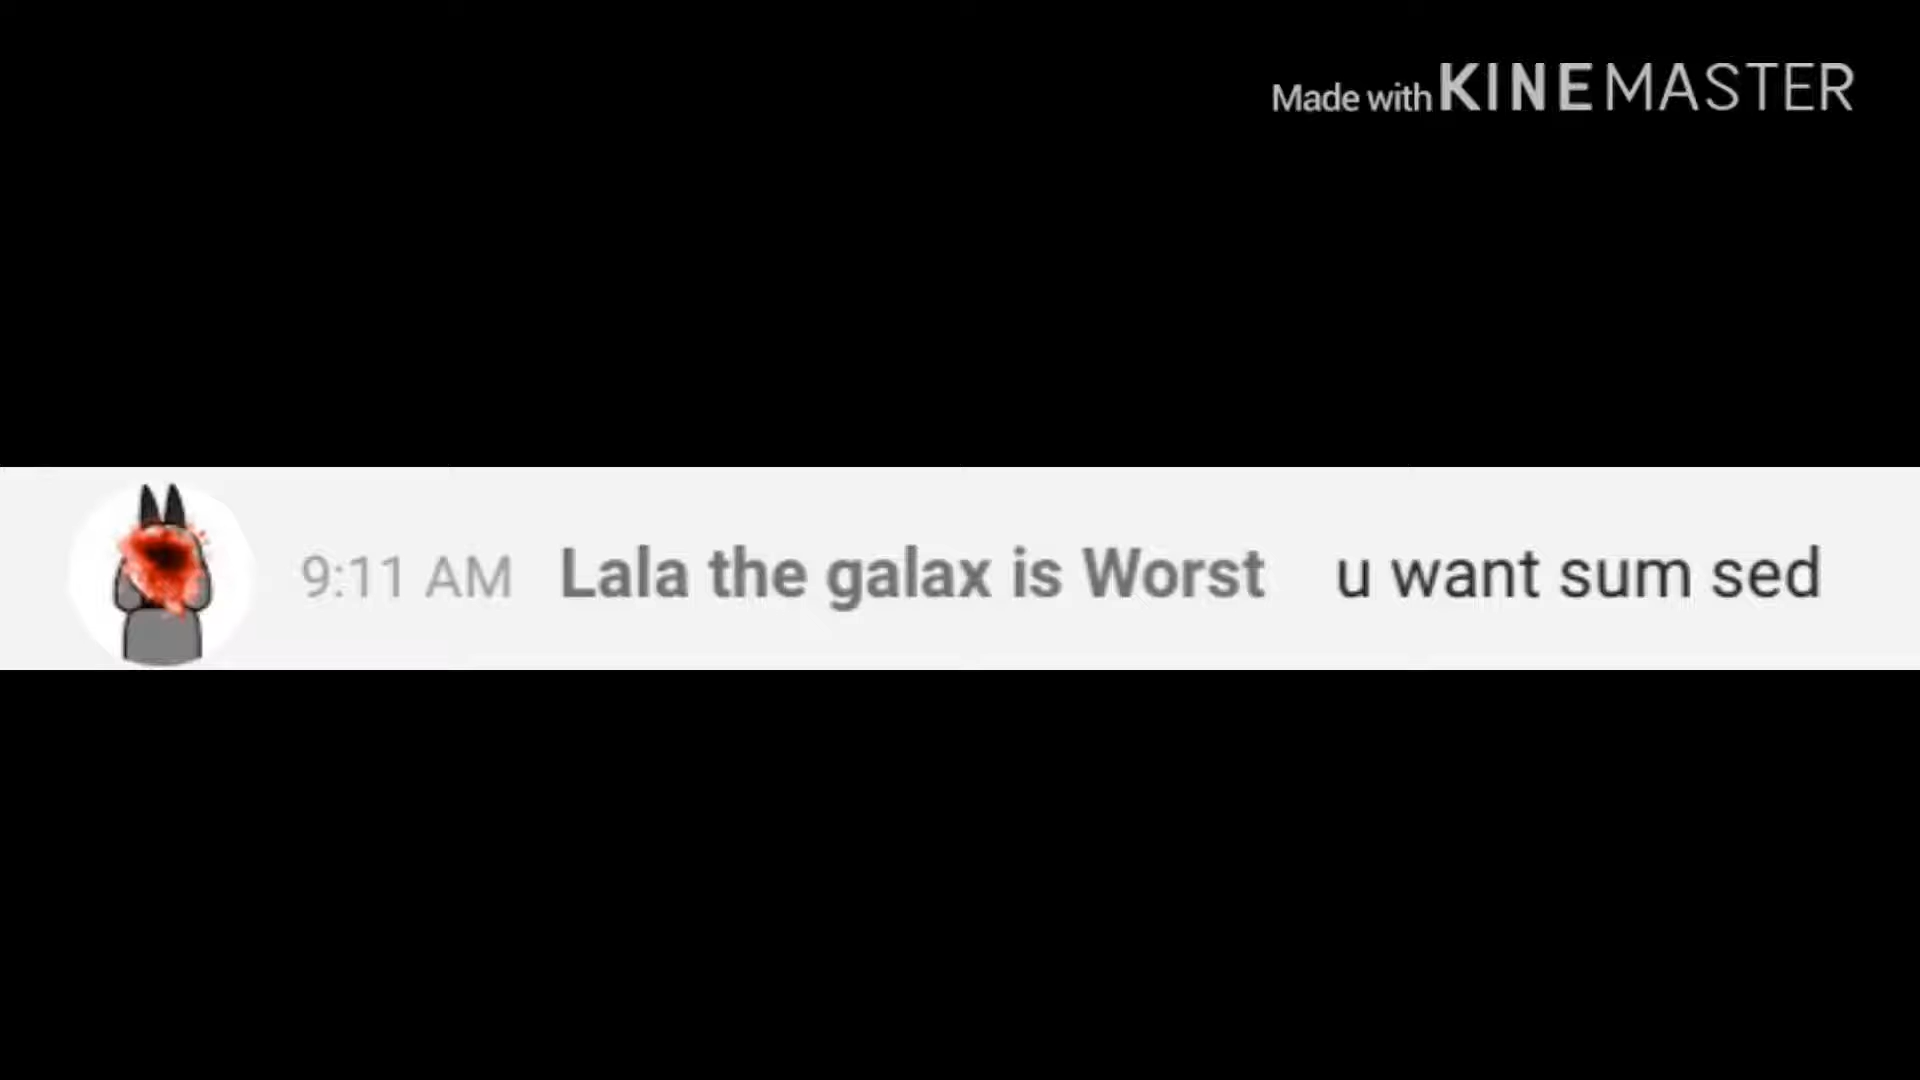 Made with KINEMASTER
9:11 AM Lala the galax is Worst u want sum sed